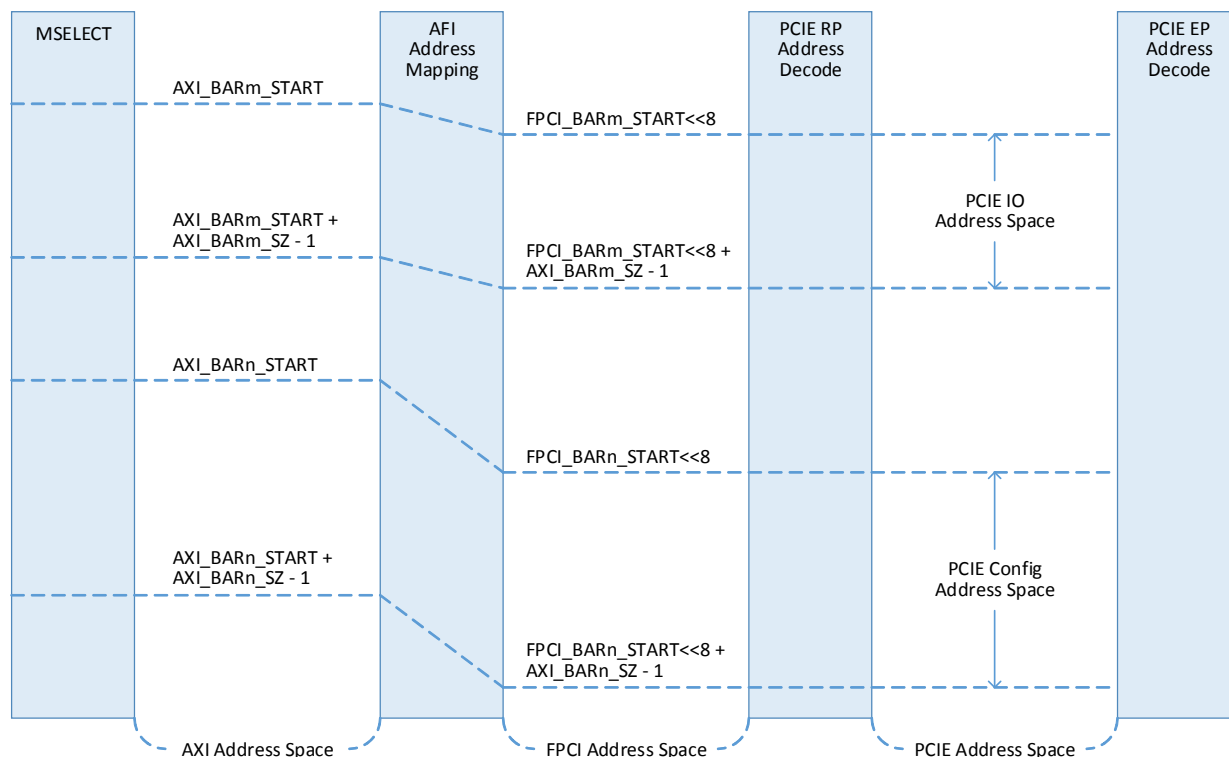 MSELECT
AFI
Address
Mapping
PCIE RP
Address
Decode
PCIE EP
Address
Decode
AXI_BARm_START
FPCI_BARm_START<<8
AXI_BARm_START +
AXI_BARm_SZ - 1
FPCI_BARm_START<<8 +
AXI_BARm_SZ - 1
PCIE IO
Address Space
AXI_BARn_START
FPCI_BARn_START<<8
AXI_BARn_START +
AXI_BARn_SZ - 1
FPCI_BARn_START<<8 +
AXI_BARn_SZ - 1
PCIE Config
Address Space
AXI Address Space
FPCI Address Space
PCIE Address Space